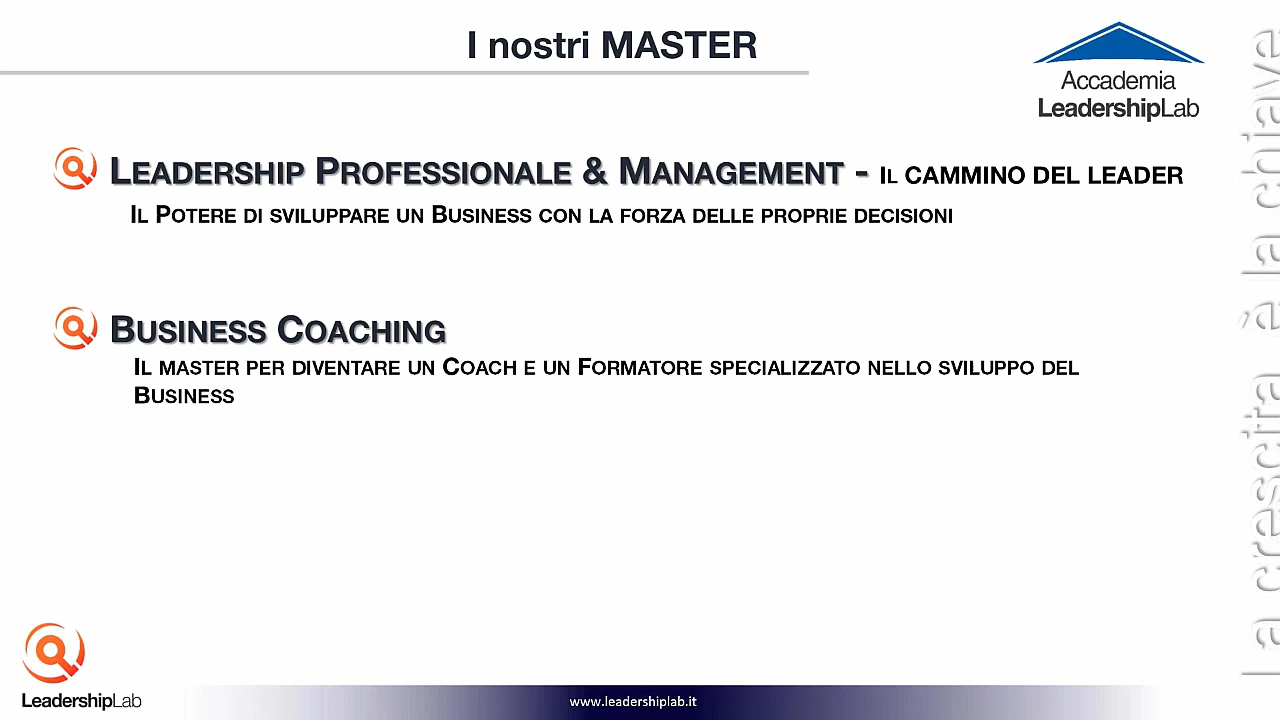 I nostri MASTER
Accademia
LeadershipLab
LEADERSHIP PROFESSIONALE & MANAGEMENT - IL CAMMINO DEL LEADER
IL POTERE DI SVILUPPARE UN BUSINESS CON LA FORZA DELLE PROPRIE DECISIONI
BUSINESS COACHING
IL MASTER PER DIVENTARE UN COACH E UN FORMATORE SPECIALIZZATO NELLO SVILUPPO DEL
BUSINESS
La crescita è la chiave
LeadershipLab
www.leadershiplab.it